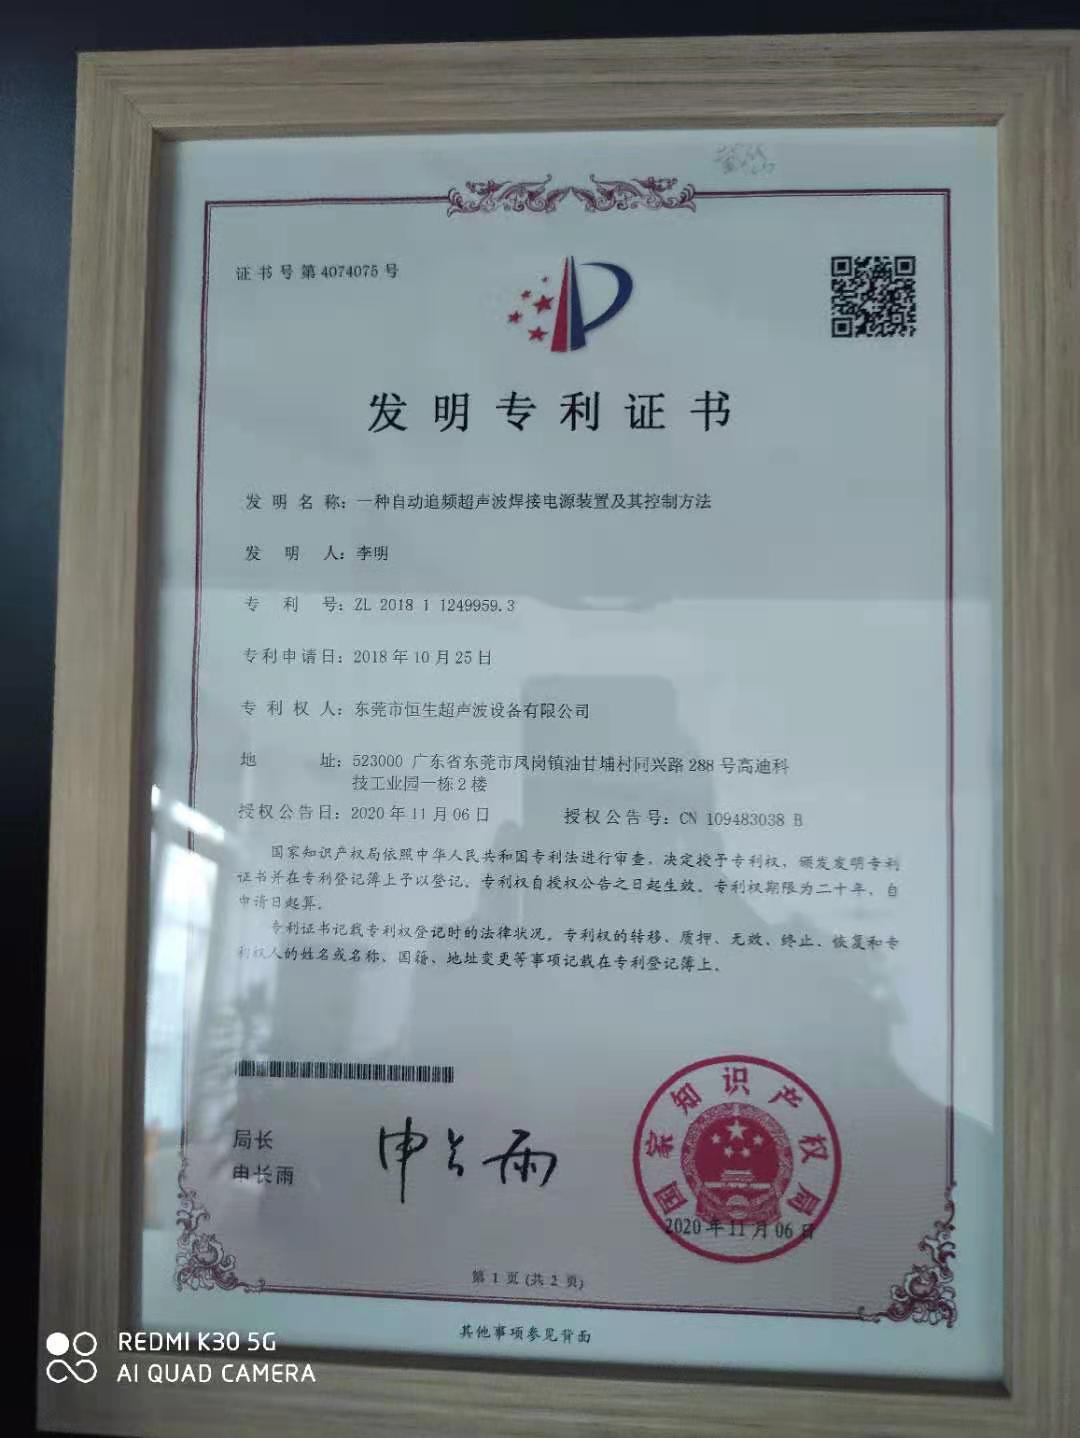 证书号第4074075号
发明专利证书
发明名称：一种自动追频超声波焊接电源装置及其控制方法
发明人：李明
专利号：ZL 2018 1 1249959.3
专利申请日：2018年10月25日
专利权人：东莞市恒生超声波设备有限公司
地址：523000 广东省东莞市凤岗镇油甘埔村同兴路288号高迪科
技工业园一栋2楼
授权公告日：2020年11月06日 授权公告号：CN 109483038 B
国家知识产权局依照中华人民共和国专利法进行审查，决定授予专利权，颁发发明专利
证书并在专利登记簿上予以登记。专利权自授权公告之日起生效。专利权期限为二十年，自
申请日起算。
专利证书记载专利权登记时的法律状况。专利权的转移、质押、无效、终止、恢复和专
利权人的姓名或名称、国籍、地址变更等事项记载在专利登记簿上。
局长
申长雨
申长雨
国家知识产权局
2020年11月06日
第1页(共2页)
其他事项参见背面
REDMI K30 5G
AI QUAD CAMERA